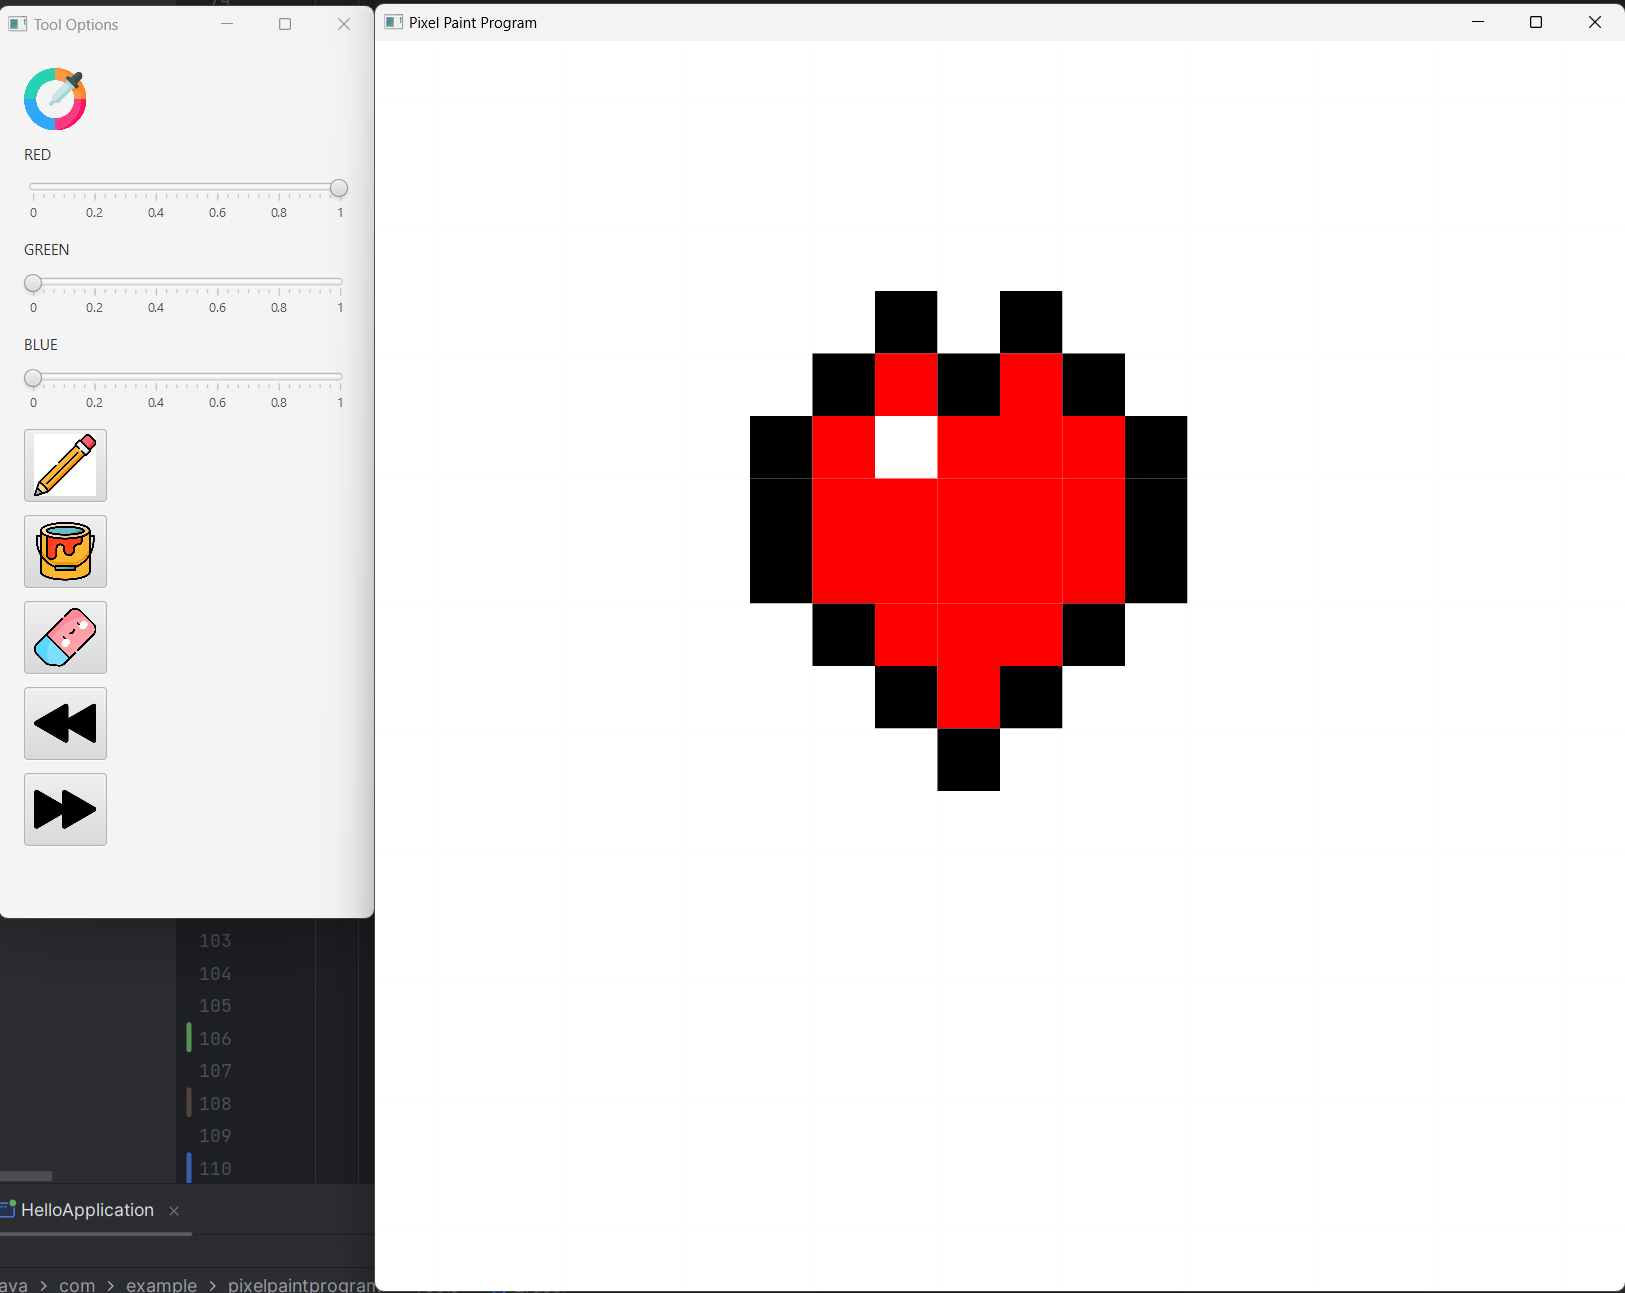 Tool Options
Pixel Paint Program
RED
0 0.2 0.4 0.6 0.8 1
GREEN
0 0.2 0.4 0.6 0.8 1
BLUE
0 0.2 0.4 0.6 0.8 1
103
104
105
106
107
108
109
110
HelloApplication
ava > com > example > pixelpaintprogram